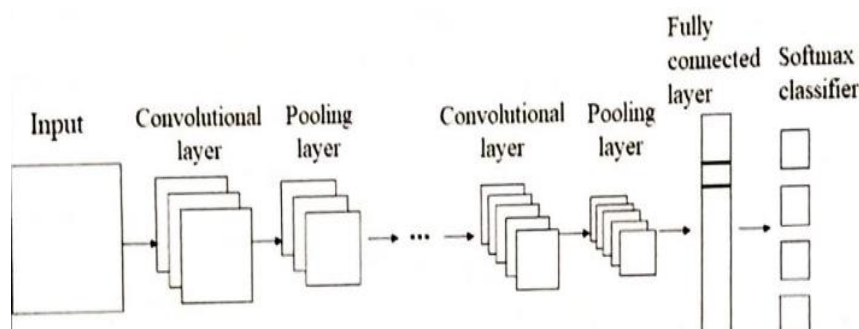 Input
Convolutional
layer
Pooling
layer
...
Convolutional
layer
Pooling
layer
Fully
connected
layer
Softmax
classifier